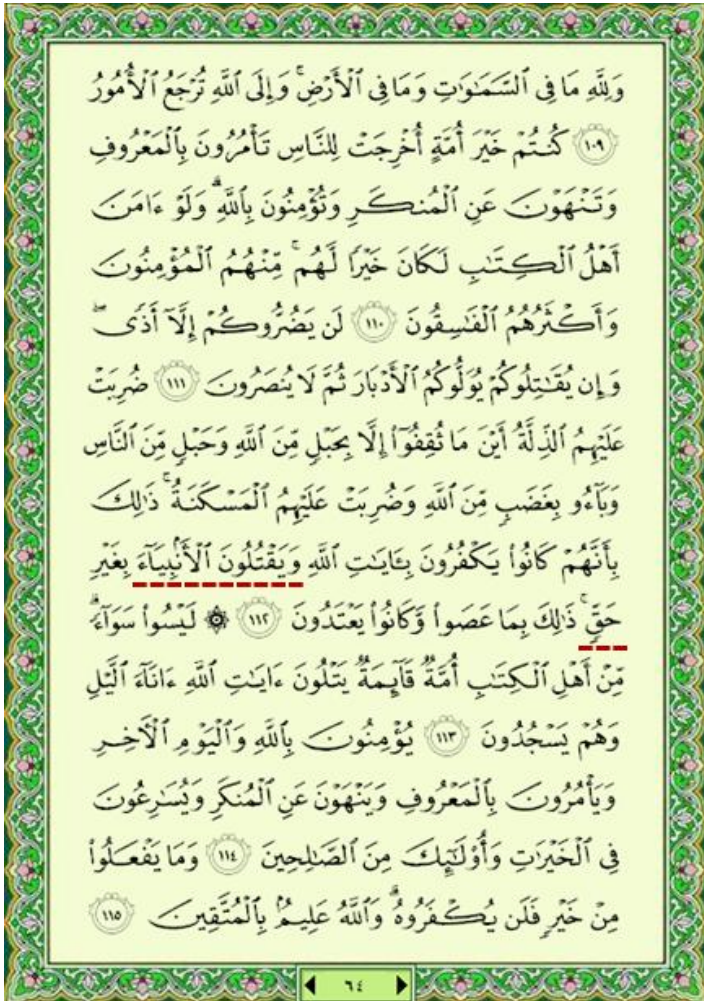 وَلِلَّهِ مَا فِي ٱلسَّمَٰوَٰتِ وَمَا فِي ٱلْأَرْضِ ۚ وَإِلَى ٱللَّهِ تُرْجَعُ ٱلْأُمُورُ
١٠٩ كُنتُمْ خَيْرَ أُمَّةٍ أُخْرِجَتْ لِلنَّاسِ تَأْمُرُونَ بِٱلْمَعْرُوفِ
وَتَنْهَوْنَ عَنِ ٱلْمُنكَرِ وَتُؤْمِنُونَ بِٱللَّهِ ۗ وَلَوْ ءَامَنَ
أَهْلُ ٱلْكِتَٰبِ لَكَانَ خَيْرًا لَّهُم ۚ مِّنْهُمُ ٱلْمُؤْمِنُونَ
وَأَكْثَرُهُمُ ٱلْفَٰسِقُونَ ١١٠ لَن يَضُرُّوكُمْ إِلَّآ أَذًى ۖ
وَإِن يُقَٰتِلُوكُمْ يُوَلُّوكُمُ ٱلْأَدْبَارَ ثُمَّ لَا يُنصَرُونَ ١١١ ضُرِبَتْ
عَلَيْهِمُ ٱلذِّلَّةُ أَيْنَ مَا ثُقِفُوٓا۟ إِلَّا بِحَبْلٍ مِّنَ ٱللَّهِ وَحَبْلٍ مِّنَ ٱلنَّاسِ
وَبَآءُو بِغَضَبٍ مِّنَ ٱللَّهِ وَضُرِبَتْ عَلَيْهِمُ ٱلْمَسْكَنَةُ ۚ ذَٰلِكَ
بِأَنَّهُمْ كَانُوا۟ يَكْفُرُونَ بِـَٔايَٰتِ ٱللَّهِ وَيَقْتُلُونَ ٱلْأَنۢبِيَآءَ بِغَيْرِ
حَقٍّ ۚ ذَٰلِكَ بِمَا عَصَوا۟ وَّكَانُوا۟ يَعْتَدُونَ ١١٢ ۞ لَيْسُوا۟ سَوَآءً ۗ
مِّنْ أَهْلِ ٱلْكِتَٰبِ أُمَّةٌ قَآئِمَةٌ يَتْلُونَ ءَايَٰتِ ٱللَّهِ ءَانَآءَ ٱلَّيْلِ
وَهُمْ يَسْجُدُونَ ١١٣ يُؤْمِنُونَ بِٱللَّهِ وَٱلْيَوْمِ ٱلْءَاخِرِ
وَيَأْمُرُونَ بِٱلْمَعْرُوفِ وَيَنْهَوْنَ عَنِ ٱلْمُنكَرِ وَيُسَٰرِعُونَ
فِي ٱلْخَيْرَٰتِ وَأُو۟لَٰٓئِكَ مِنَ ٱلصَّٰلِحِينَ ١١٤ وَمَا يَفْعَلُوا۟
مِنْ خَيْرٍ فَلَن يُكْفَرُوهُ ۗ وَٱللَّهُ عَلِيمٌۢ بِٱلْمُتَّقِينَ ١١٥
٦٤